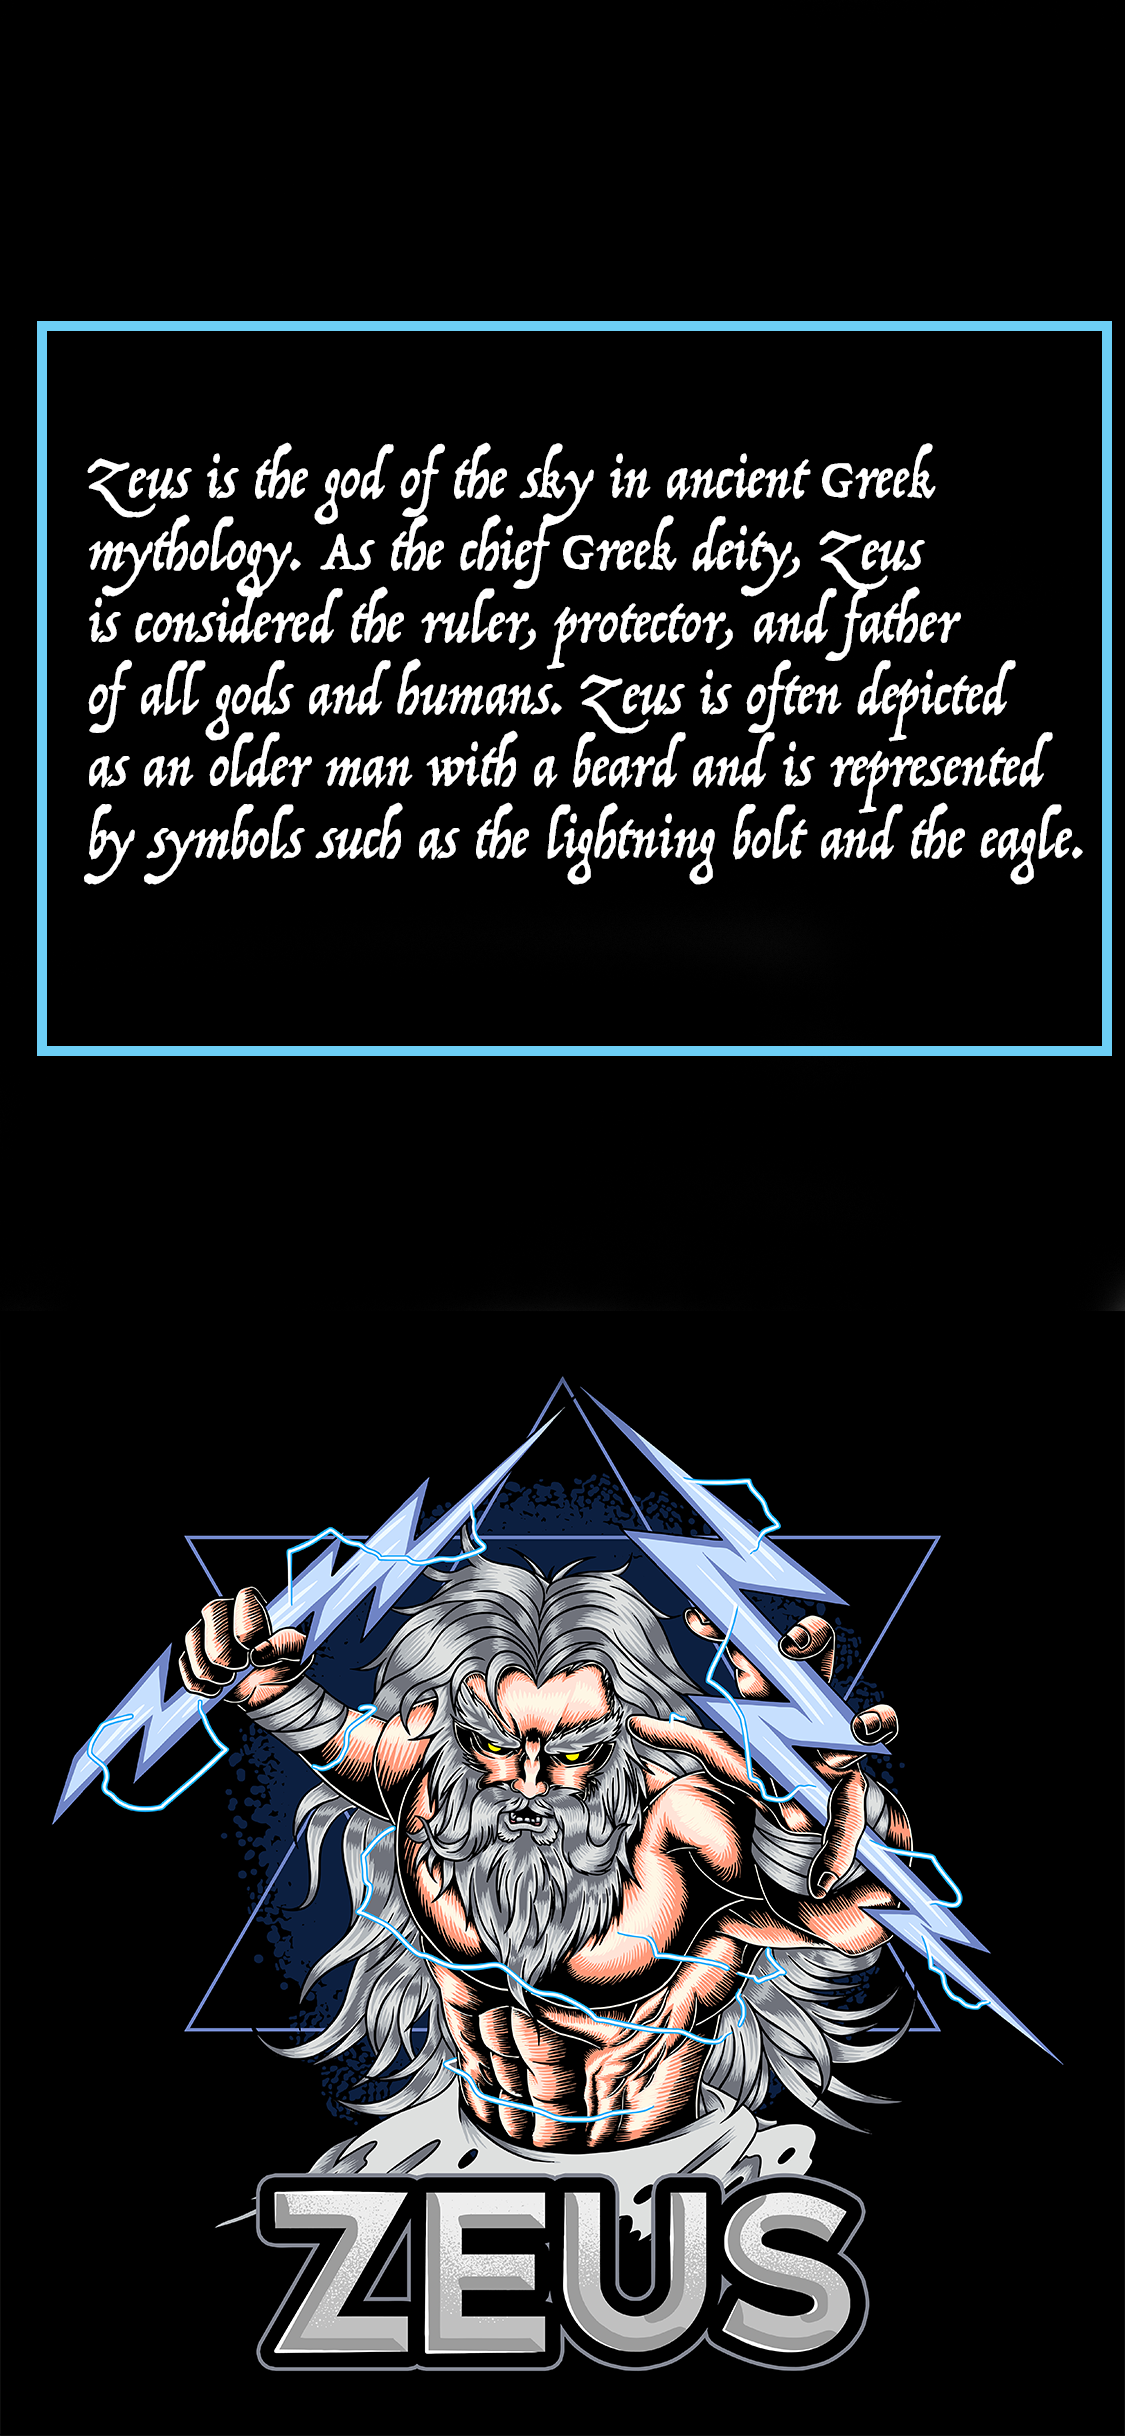 Zeus is the god of the sky in ancient Greek
mythology. As the chief Greek deity, Zeus
is considered the ruler, protector, and father
of all gods and humans. Zeus is often depicted
as an older man with a beard and is represented
by symbols such as the lightning bolt and the eagle.
ZEUS